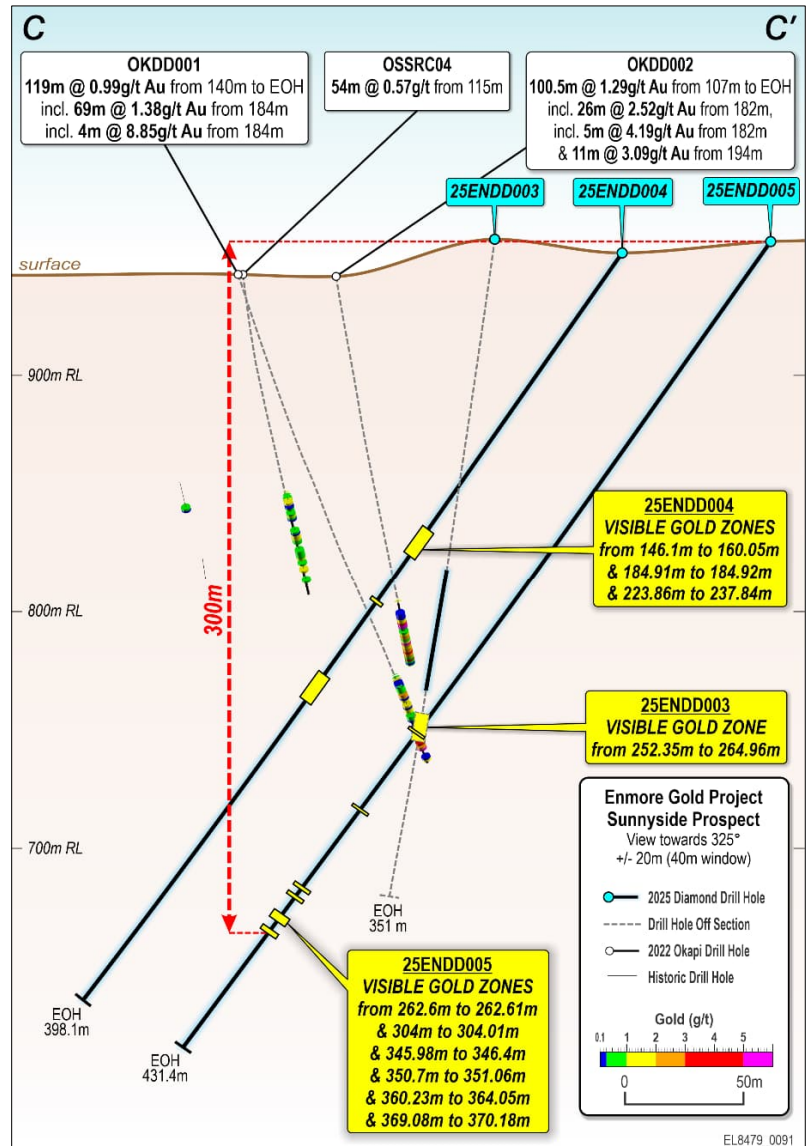 C
C'
OKDD001
119m @ 0.99g/t Au from 140m to EOH
incl. 69m @ 1.38g/t Au from 184m
incl. 4m @ 8.85g/t Au from 184m
OSSRC04
54m @ 0.57g/t from 115m
OKDD002
100.5m @ 1.29g/t Au from 107m to EOH
incl. 26m @ 2.52g/t Au from 182m,
incl. 5m @ 4.19g/t Au from 182m
& 11m @ 3.09g/t Au from 194m
25ENDD003
25ENDD004
25ENDD005
surface
900m RL
800m RL
700m RL
300m
25ENDD004
VISIBLE GOLD ZONES
from 146.1m to 160.05m
& 184.91m to 184.92m
& 223.86m to 237.84m
25ENDD003
VISIBLE GOLD ZONE
from 252.35m to 264.96m
EOH
351 m
25ENDD005
VISIBLE GOLD ZONES
from 262.6m to 262.61m
& 304m to 304.01m
& 345.98m to 346.4m
& 350.7m to 351.06m
& 360.23m to 364.05m
& 369.08m to 370.18m
EOH
398.1m
EOH
431.4m
Enmore Gold Project
Sunnyside Prospect
View towards 325°
+/- 20m (40m window)
2025 Diamond Drill Hole
Drill Hole Off Section
2022 Okapi Drill Hole
Historic Drill Hole
Gold (g/t)
0.1 1 2 3 4 5
0 50m
EL8479_0091